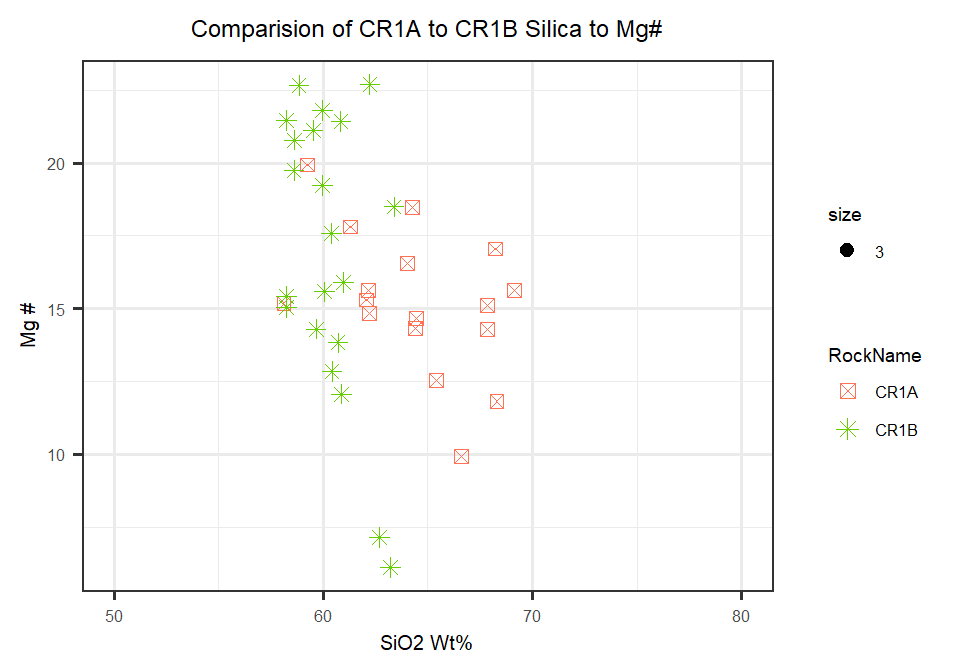 Comparision of CR1A to CR1B Silica to Mg#
20
15
10
Mg #
50 60 70 80
SiO2 Wt%
size
3
RockName
CR1A
CR1B